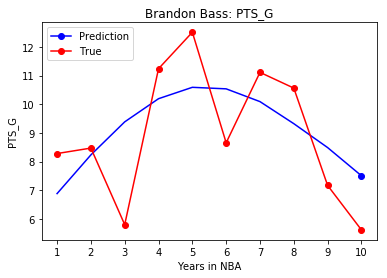 Brandon Bass: PTS_G
Prediction
True
PTS_G
12
11
10
9
8
7
6
1 2 3 4 5 6 7 8 9 10
Years in NBA